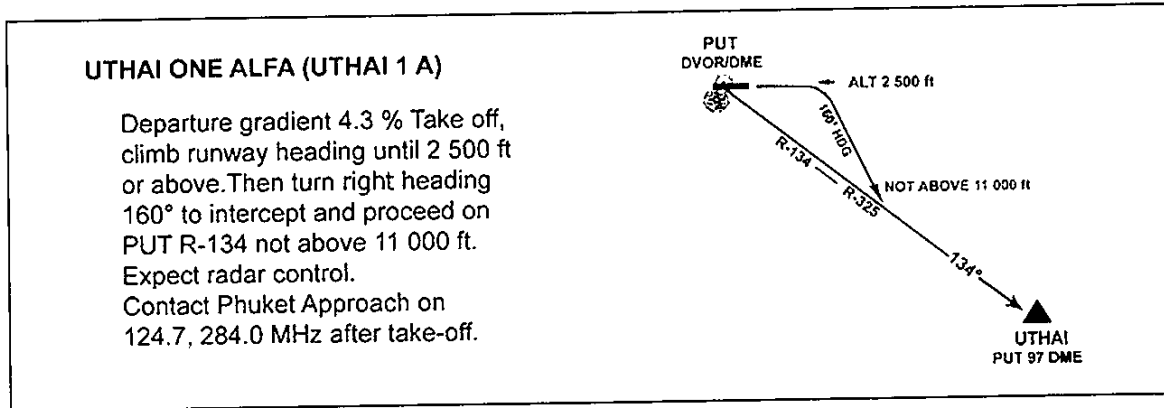 UTHAI ONE ALFA (UTHAI 1 A)
Departure gradient 4.3 % Take off,
climb runway heading until 2 500 ft
or above.Then turn right heading
160° to intercept and proceed on
PUT R-134 not above 11 000 ft.
Expect radar control.
Contact Phuket Approach on
124.7, 284.0 MHz after take-off.
PUT
DVOR/DME
ALT 2 500 ft
160° HDG
R-134 — R-325
NOT ABOVE 11 000 ft
134°
UTHAI
PUT 97 DME